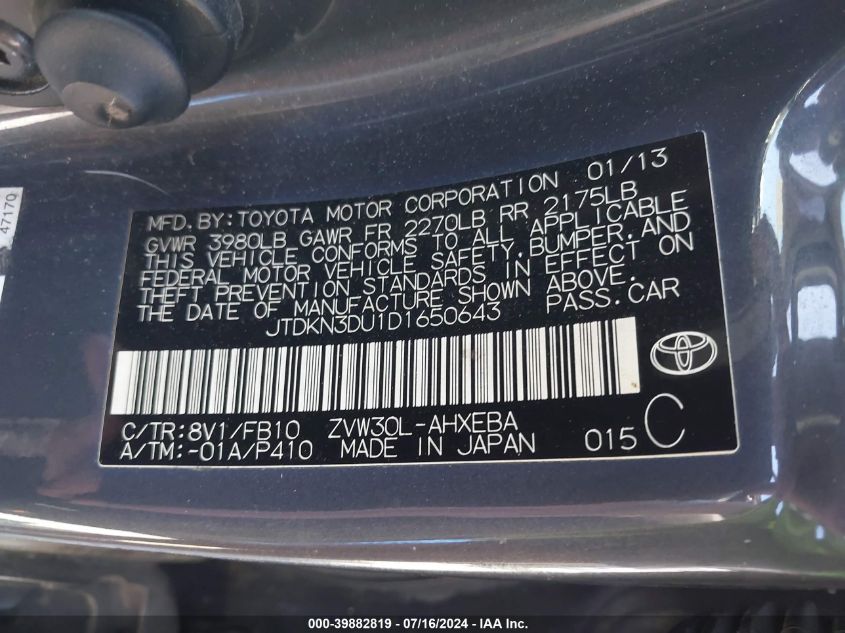 47170
MFD. BY: TOYOTA MOTOR CORPORATION 01/13
GVWR 3980LB GAWR FR 2270LB RR 2175LB
THIS VEHICLE CONFORMS TO ALL APPLICABLE
FEDERAL MOTOR VEHICLE SAFETY, BUMPER, AND
THEFT PREVENTION STANDARDS IN EFFECT ON
THE DATE OF MANUFACTURE SHOWN ABOVE.
JTDKN3DU1D1650643 PASS. CAR
C/TR: 8V1/FB10 ZVW30L-AHXEBA
A/TM: -01A/P410 MADE IN JAPAN 015 C
000-39882819 - 07/16/2024 - IAA Inc.